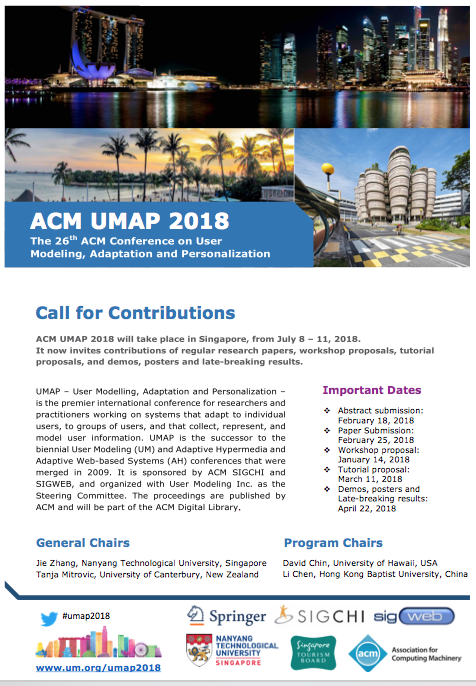 ACM UMAP 2018
The 26th ACM Conference on User
Modeling, Adaptation and Personalization
Call for Contributions
ACM UMAP 2018 will take place in Singapore, from July 8 – 11, 2018.
It now invites contributions of regular research papers, workshop proposals, tutorial
proposals, and demos, posters and late-breaking results.
UMAP – User Modelling, Adaptation and Personalization –
is the premier international conference for researchers and
practitioners working on systems that adapt to individual
users, to groups of users, and that collect, represent, and
model user information. UMAP is the successor to the
biennial User Modeling (UM) and Adaptive Hypermedia and
Adaptive Web-based Systems (AH) conferences that were
merged in 2009. It is sponsored by ACM SIGCHI and
SIGWEB, and organized with User Modeling Inc. as the
Steering Committee. The proceedings are published by
ACM and will be part of the ACM Digital Library.
Important Dates
❖ Abstract submission:
February 18, 2018
❖ Paper Submission:
February 25, 2018
❖ Workshop proposal:
January 14, 2018
❖ Tutorial proposal:
March 11, 2018
❖ Demos, posters and
Late-breaking results:
April 22, 2018
General Chairs
Jie Zhang, Nanyang Technological University, Singapore
Tanja Mitrovic, University of Canterbury, New Zealand
Program Chairs
David Chin, University of Hawaii, USA
Li Chen, Hong Kong Baptist University, China
#umap2018
www.um.org/umap2018
Springer
SIGCHI
sigweb
NANYANG
TECHNOLOGICAL
UNIVERSITY
SINGAPORE
Singapore
TOURISM
BOARD
acm
Association for
Computing Machinery